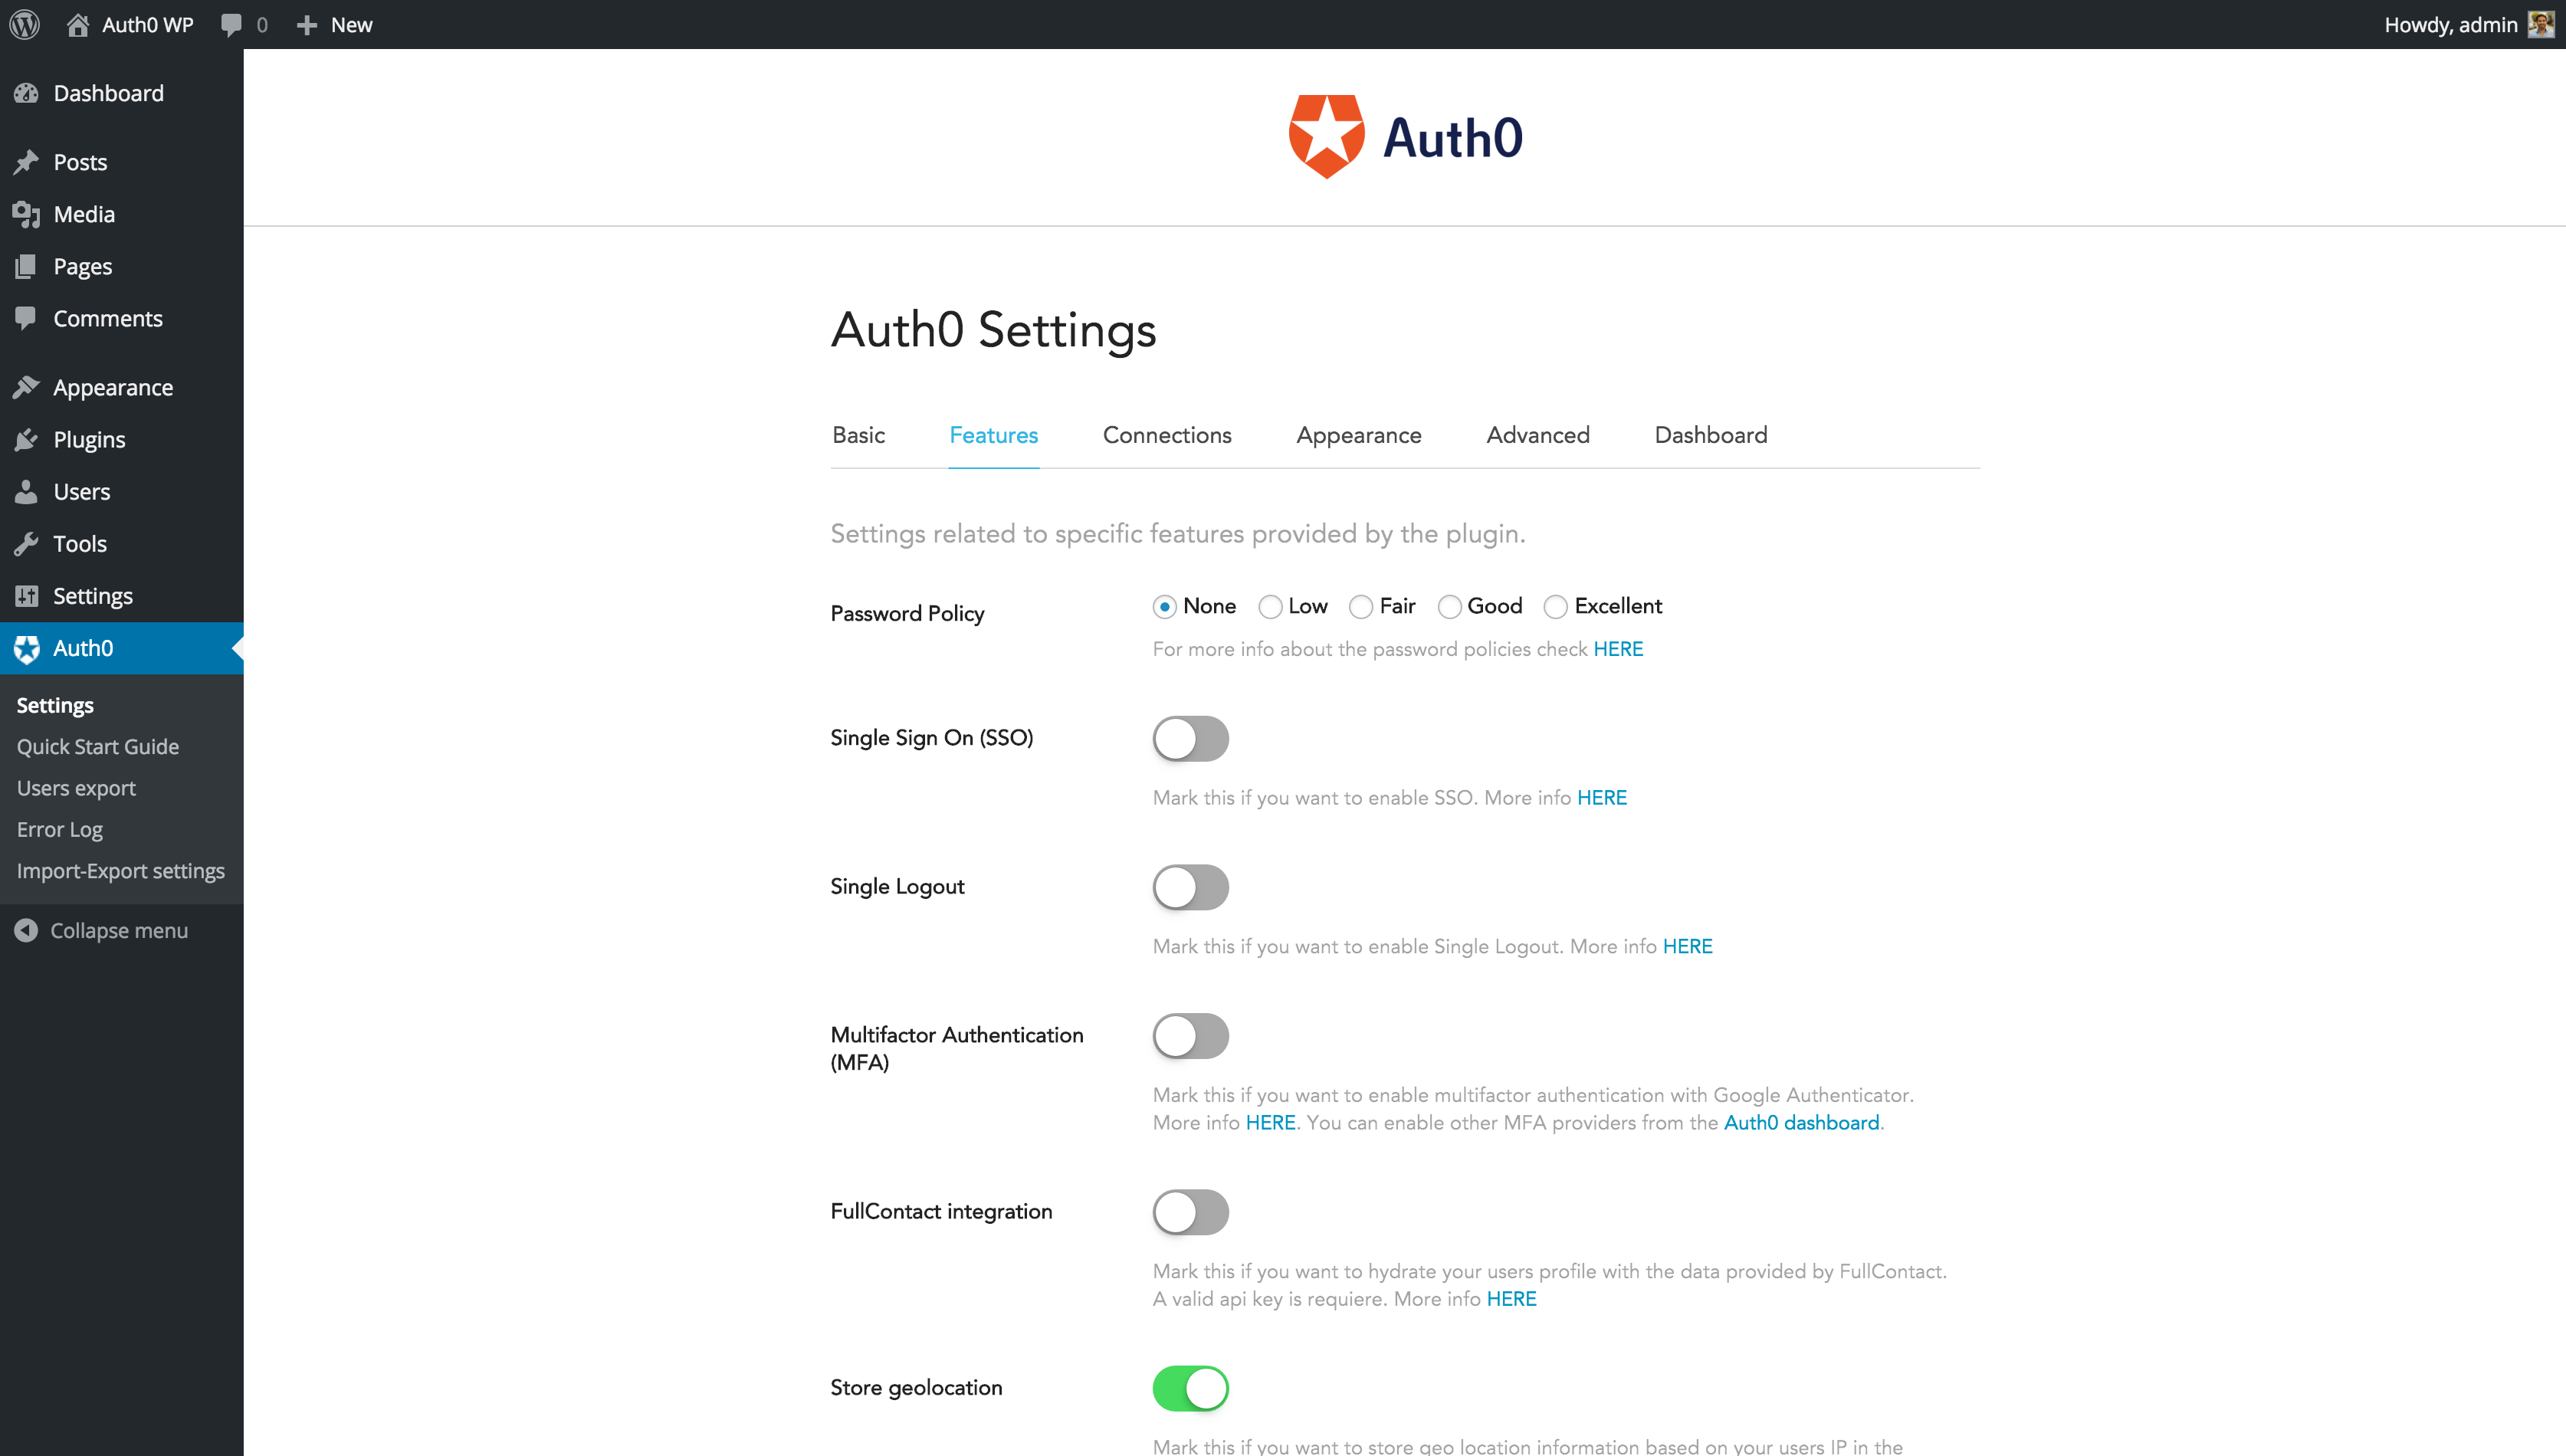 Auth0 WP 0 New Howdy, admin
Dashboard
Posts
Media
Pages
Comments
Appearance
Plugins
Users
Tools
Settings
Auth0
Settings
Quick Start Guide
Users export
Error Log
Import-Export settings
Collapse menu
Auth0
Auth0 Settings
Basic Features Connections Appearance Advanced Dashboard
Settings related to specific features provided by the plugin.
Password Policy
None Low Fair Good Excellent
For more info about the password policies check HERE
Single Sign On (SSO)
Mark this if you want to enable SSO. More info HERE
Single Logout
Mark this if you want to enable Single Logout. More info HERE
Multifactor Authentication
(MFA)
Mark this if you want to enable multifactor authentication with Google Authenticator.
More info HERE. You can enable other MFA providers from the Auth0 dashboard.
FullContact integration
Mark this if you want to hydrate your users profile with the data provided by FullContact.
A valid api key is requiere. More info HERE
Store geolocation
Mark this if you want to store geo location information based on your users IP in the